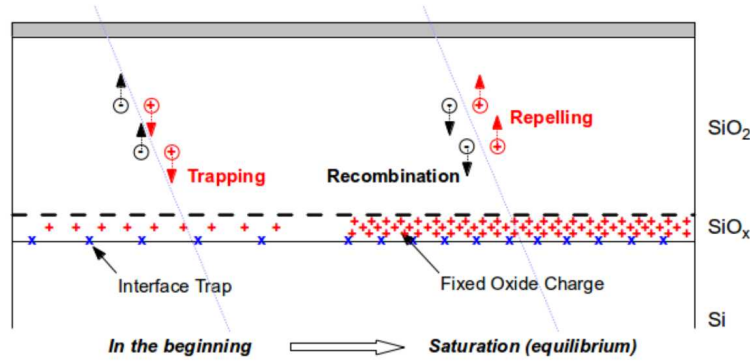 SiO2
Repelling
Trapping
Recombination
SiOx
Interface Trap
Fixed Oxide Charge
Si
In the beginning
Saturation (equilibrium)